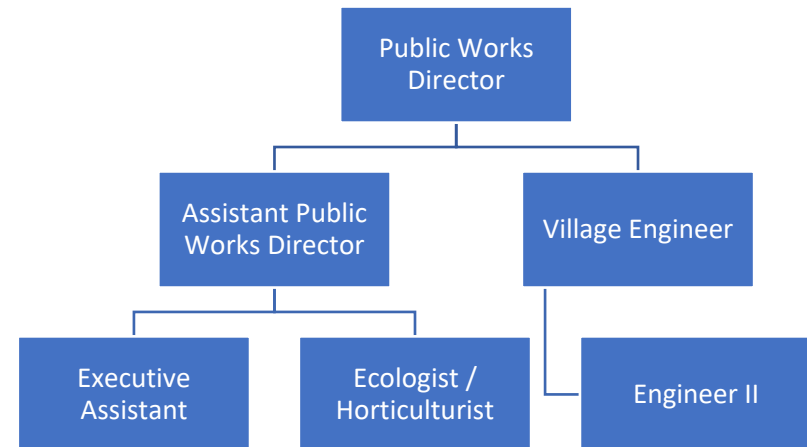 Public Works
Director
Assistant Public
Works Director
Village Engineer
Executive
Assistant
Ecologist /
Horticulturist
Engineer II